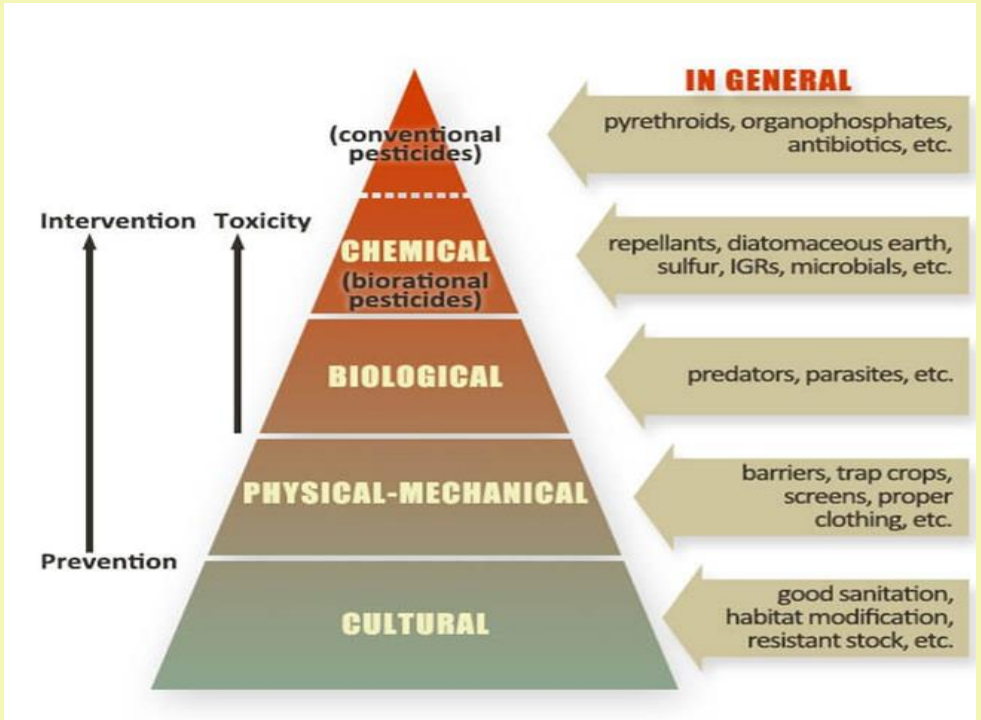 IN GENERAL
(conventional
pesticides)
pyrethroids, organophosphates,
antibiotics, etc.
Intervention
Toxicity
CHEMICAL
(biorational
pesticides)
repellants, diatomaceous earth,
sulfur, IGRs, microbials, etc.
BIOLOGICAL
predators, parasites, etc.
PHYSICAL-MECHANICAL
barriers, trap crops,
screens, proper
clothing, etc.
Prevention
CULTURAL
good sanitation,
habitat modification,
resistant stock, etc.